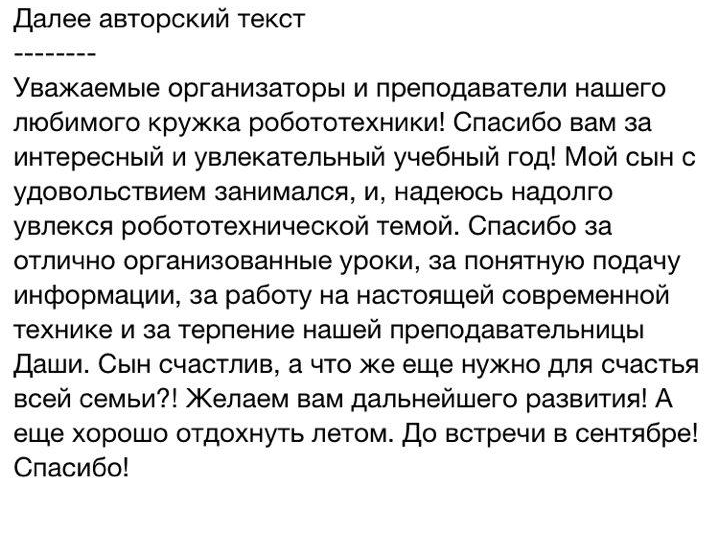 Далее авторский текст
--------
Уважаемые организаторы и преподаватели нашего
любимого кружка робототехники! Спасибо вам за
интересный и увлекательный учебный год! Мой сын с
удовольствием занимался, и, надеюсь надолго
увлекся робототехнической темой. Спасибо за
отлично организованные уроки, за понятную подачу
информации, за работу на настоящей современной
технике и за терпение нашей преподавательницы
Даши. Сын счастлив, а что же еще нужно для счастья
всей семьи?! Желаем вам дальнейшего развития! А
еще хорошо отдохнуть летом. До встречи в сентябре!
Спасибо!